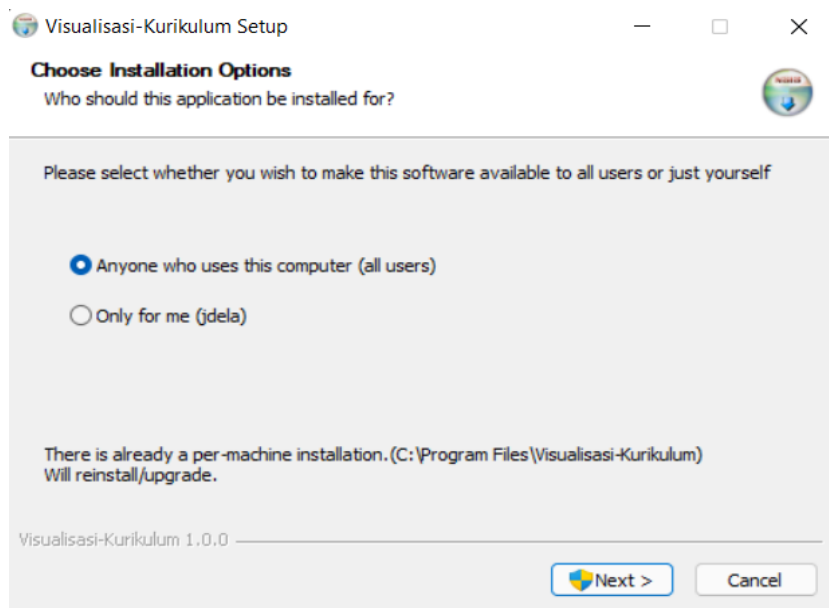 Visualisasi-Kurikulum Setup
Choose Installation Options
Who should this application be installed for?
Please select whether you wish to make this software available to all users or just yourself
Anyone who uses this computer (all users)
Only for me (jdela)
There is already a per-machine installation.(C:\Program Files\Visualisasi-Kurikulum)
Will reinstall/upgrade.
Visualisasi-Kurikulum 1.0.0
Next >
Cancel